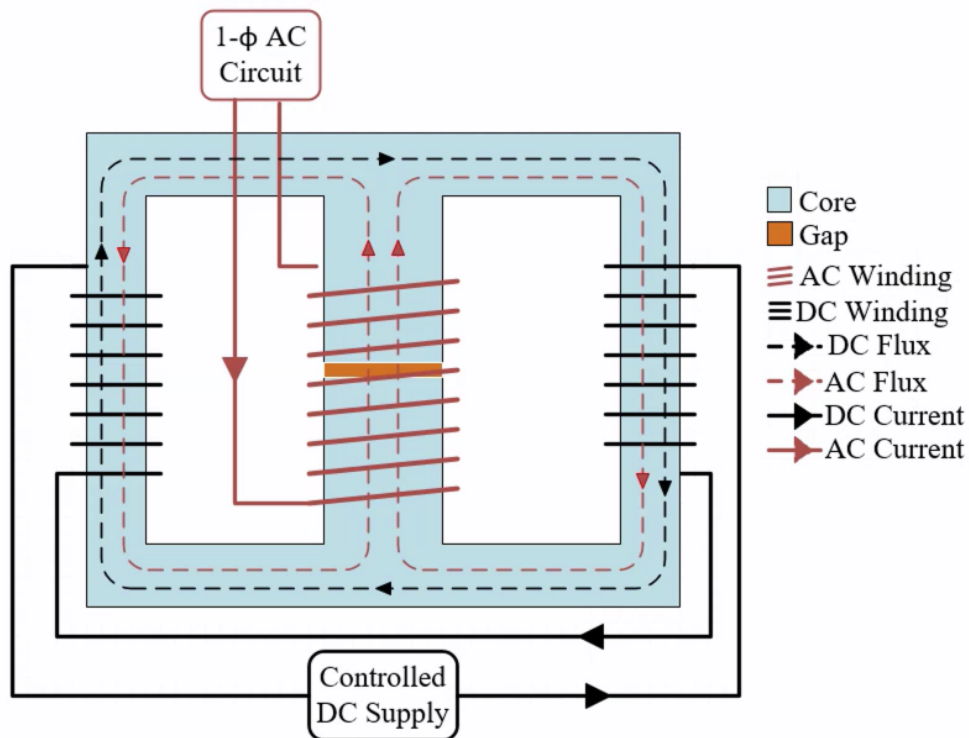 1-ϕ AC
Circuit
Core
Gap
AC Winding
DC Winding
DC Flux
AC Flux
DC Current
AC Current
Controlled
DC Supply